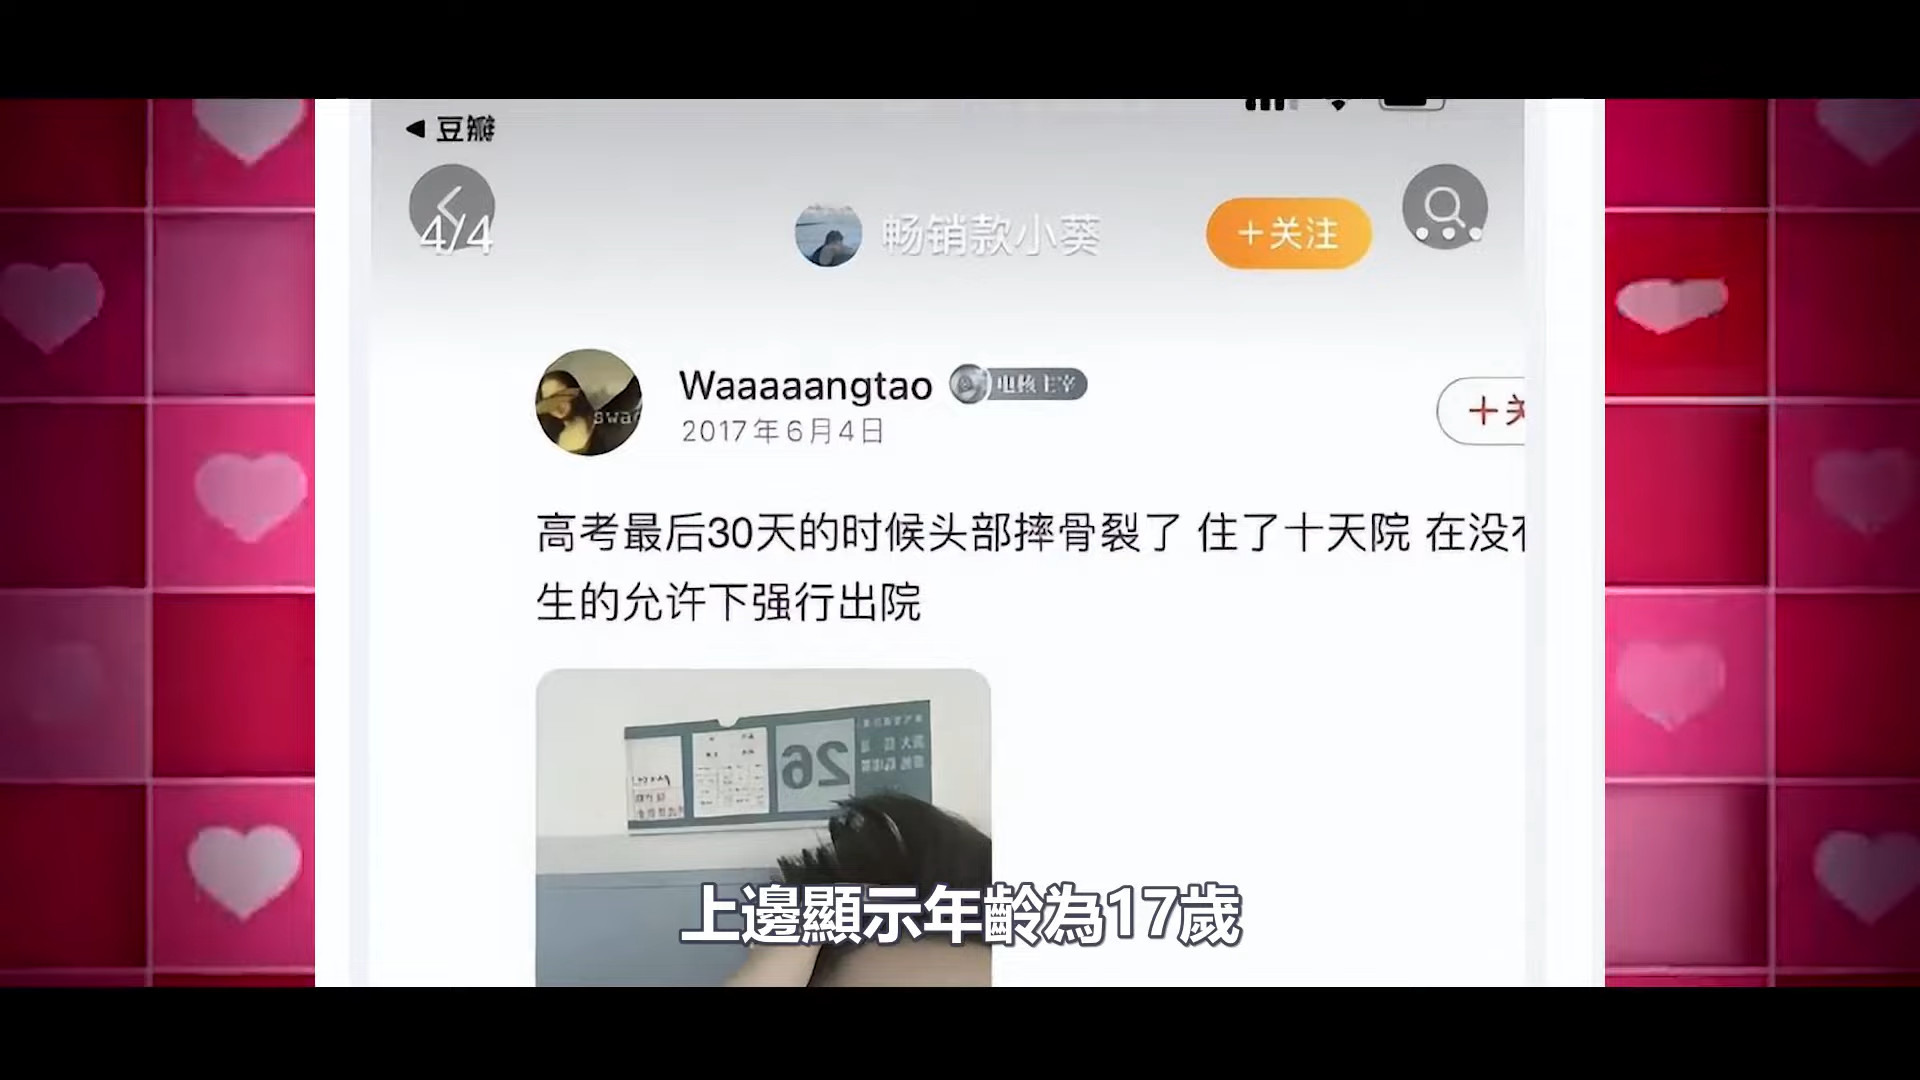 豆瓣
4/4
畅销款小葵
+关注
Waaaaangtao
2017年6月4日
+关
高考最后30天的时候头部摔骨裂了 住了十天院 在没有
生的允许下强行出院
26
上邊顯示年齡為17歲